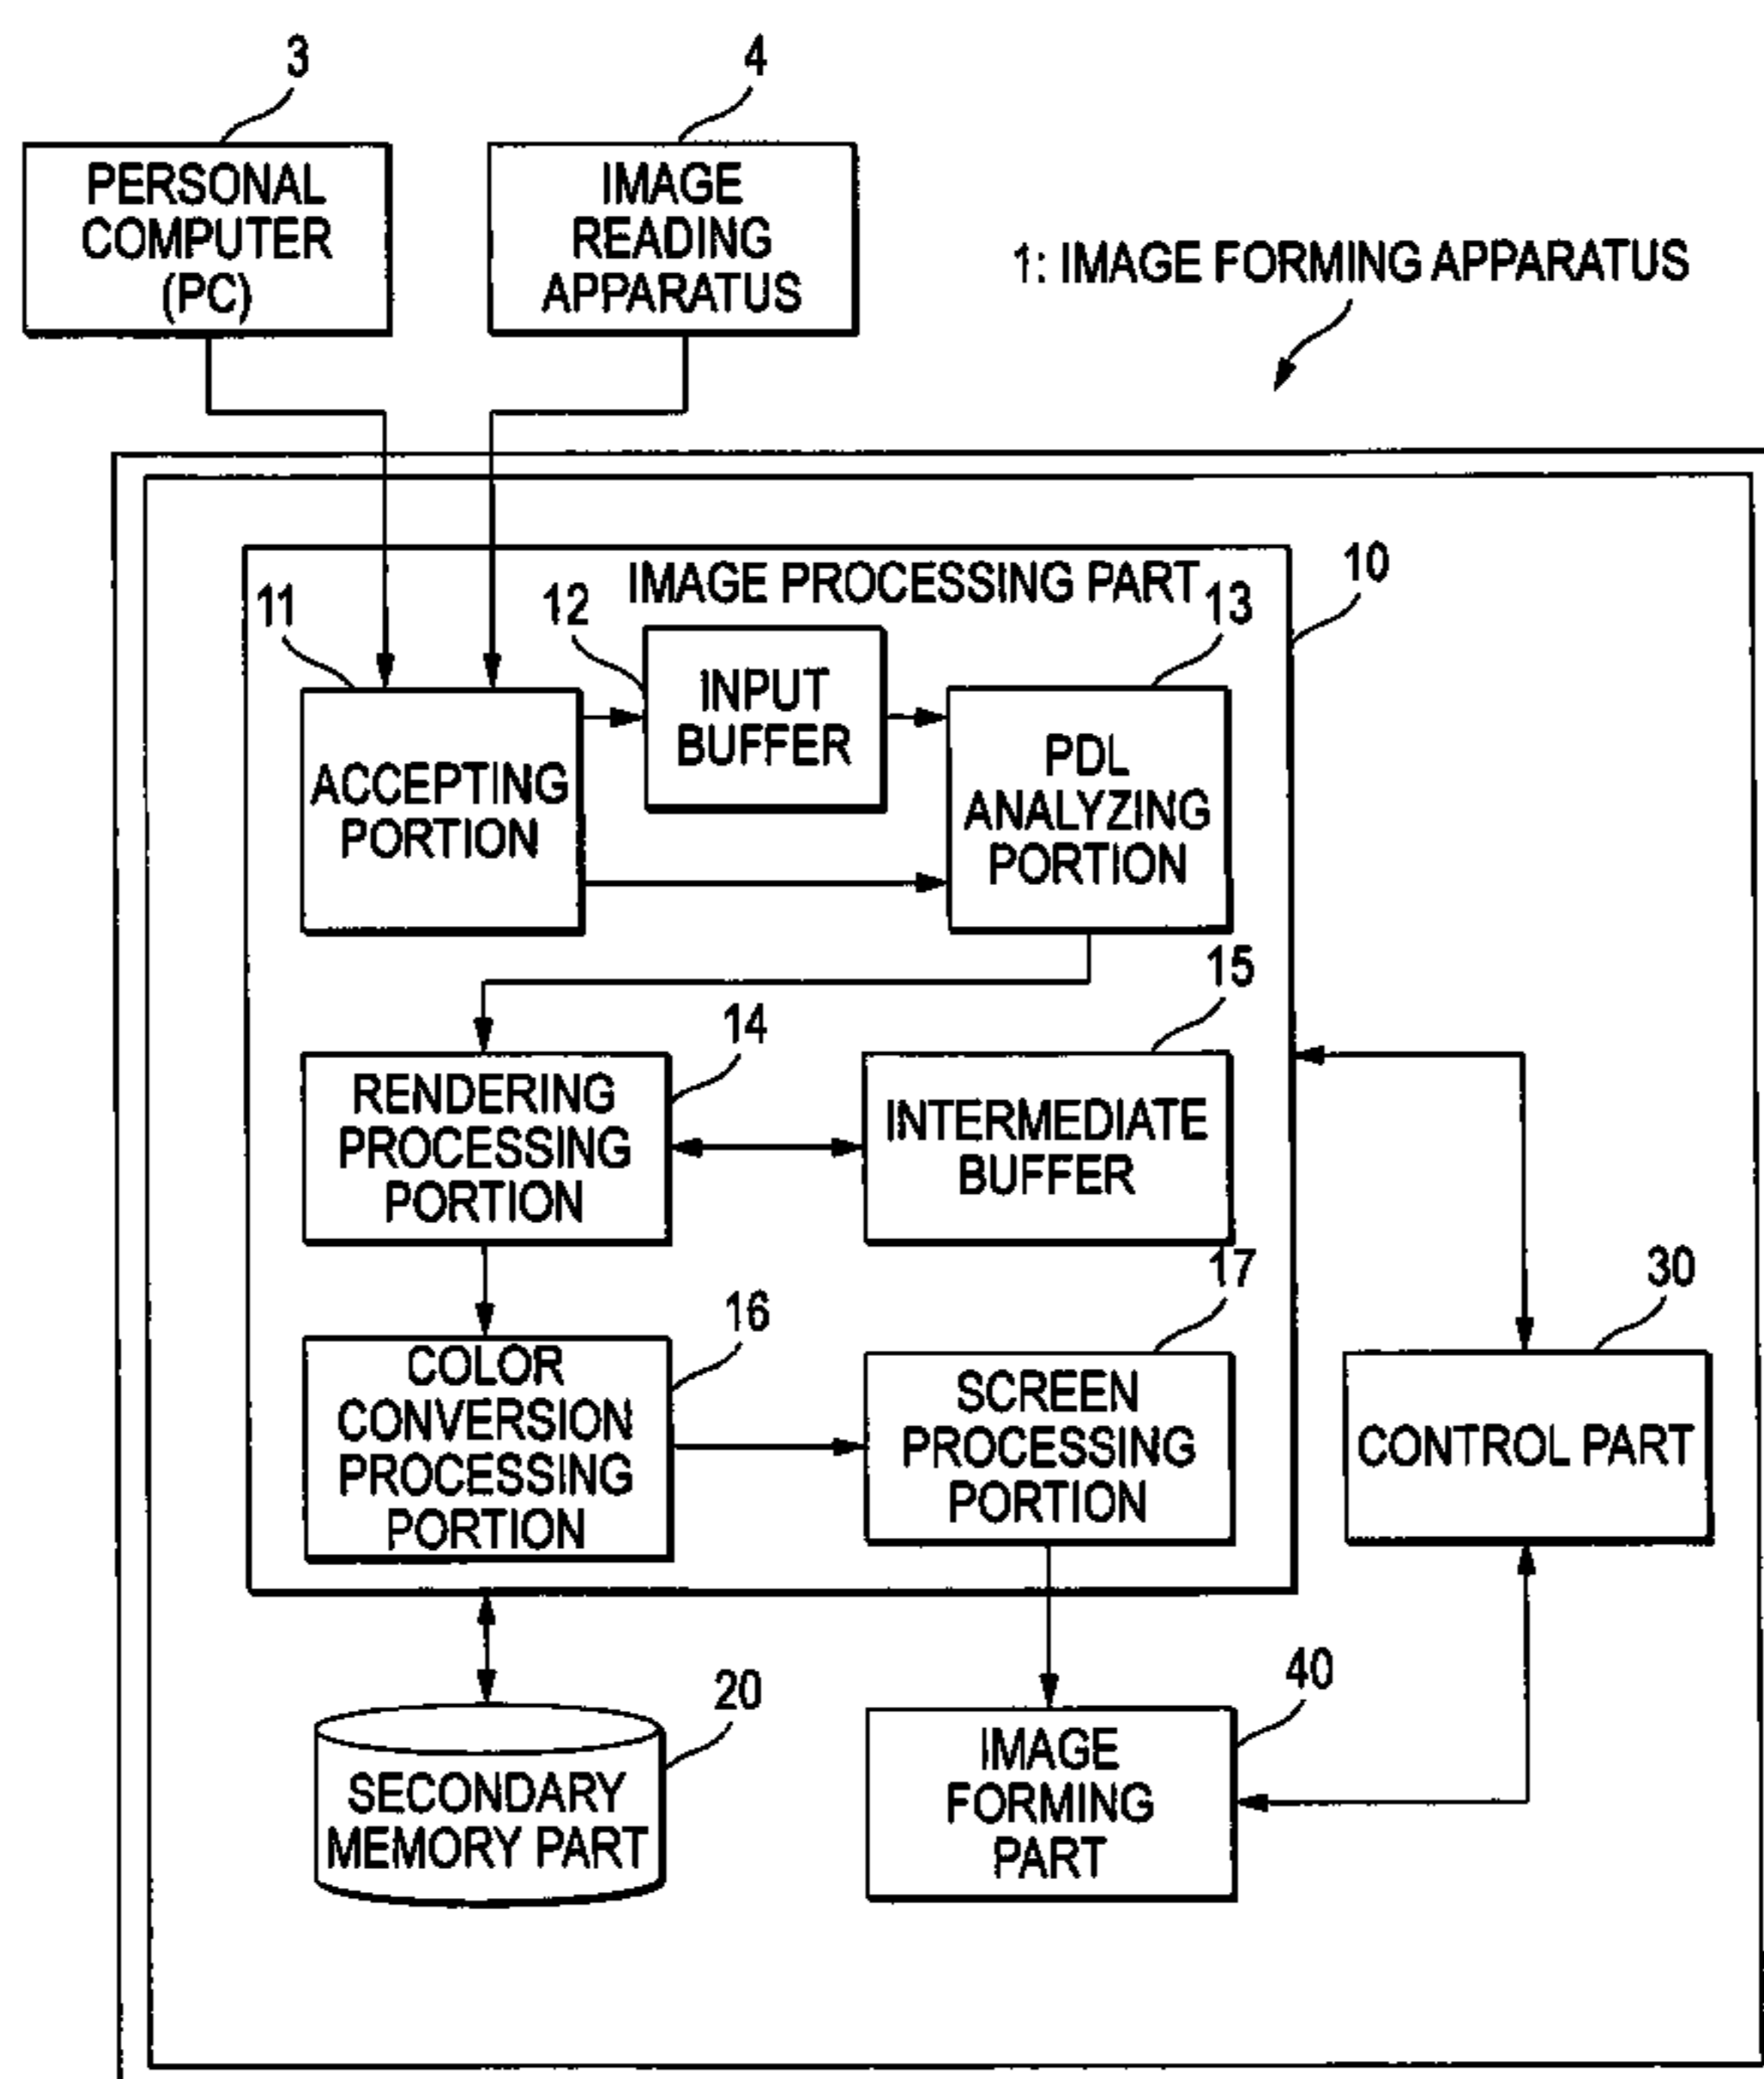 3
4
PERSONAL
COMPUTER
(PC)
IMAGE
READING
APPARATUS
1: IMAGE FORMING APPARATUS
IMAGE PROCESSING PART
10
11
12
13
ACCEPTING
PORTION
INPUT
BUFFER
PDL
ANALYZING
PORTION
14
15
RENDERING
PROCESSING
PORTION
INTERMEDIATE
BUFFER
16
17
30
COLOR
CONVERSION
PROCESSING
PORTION
SCREEN
PROCESSING
PORTION
CONTROL PART
20
40
SECONDARY
MEMORY PART
IMAGE
FORMING
PART